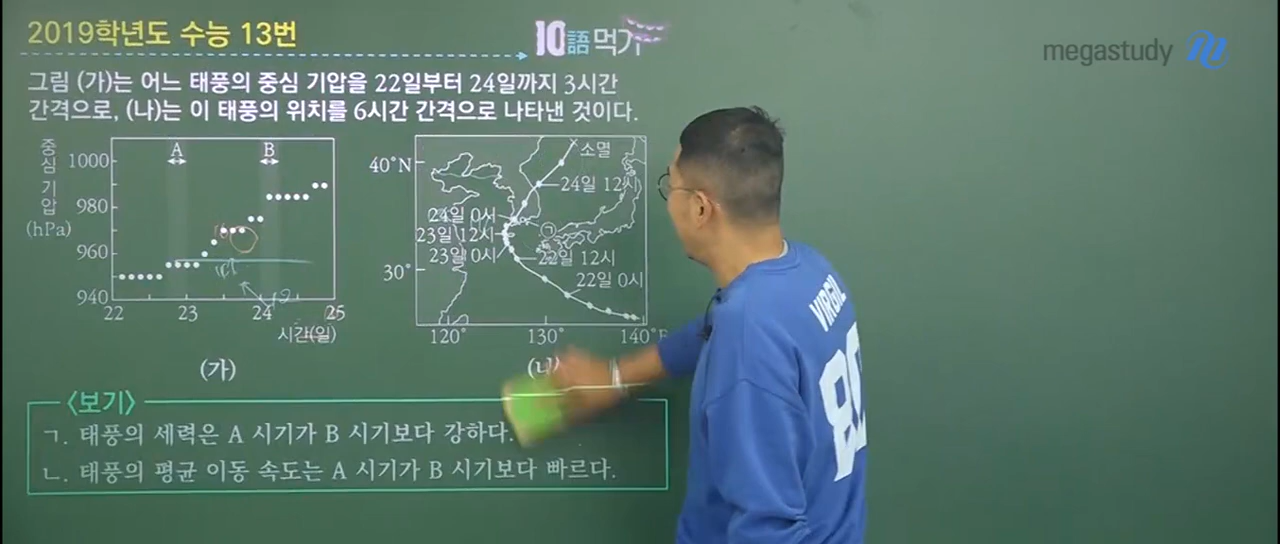 2019학년도 수능 13번
10語먹기
megastudy
그림 (가)는 어느 태풍의 중심 기압을 22일부터 24일까지 3시간
간격으로, (나)는 이 태풍의 위치를 6시간 간격으로 나타낸 것이다.
중심 기압
(hPa)
1000
980
960
940
A
B
22
23
24
25
시간(일)
(가)
40°N
30°
소멸
24일 12시
24일 0시
23일 12시
23일 0시
22일 12시
22일 0시
120°
130°
140°E
(나)
〈보기〉
ㄱ. 태풍의 세력은 A 시기가 B 시기보다 강하다.
ㄴ. 태풍의 평균 이동 속도는 A 시기가 B 시기보다 빠르다.
VIRGIL